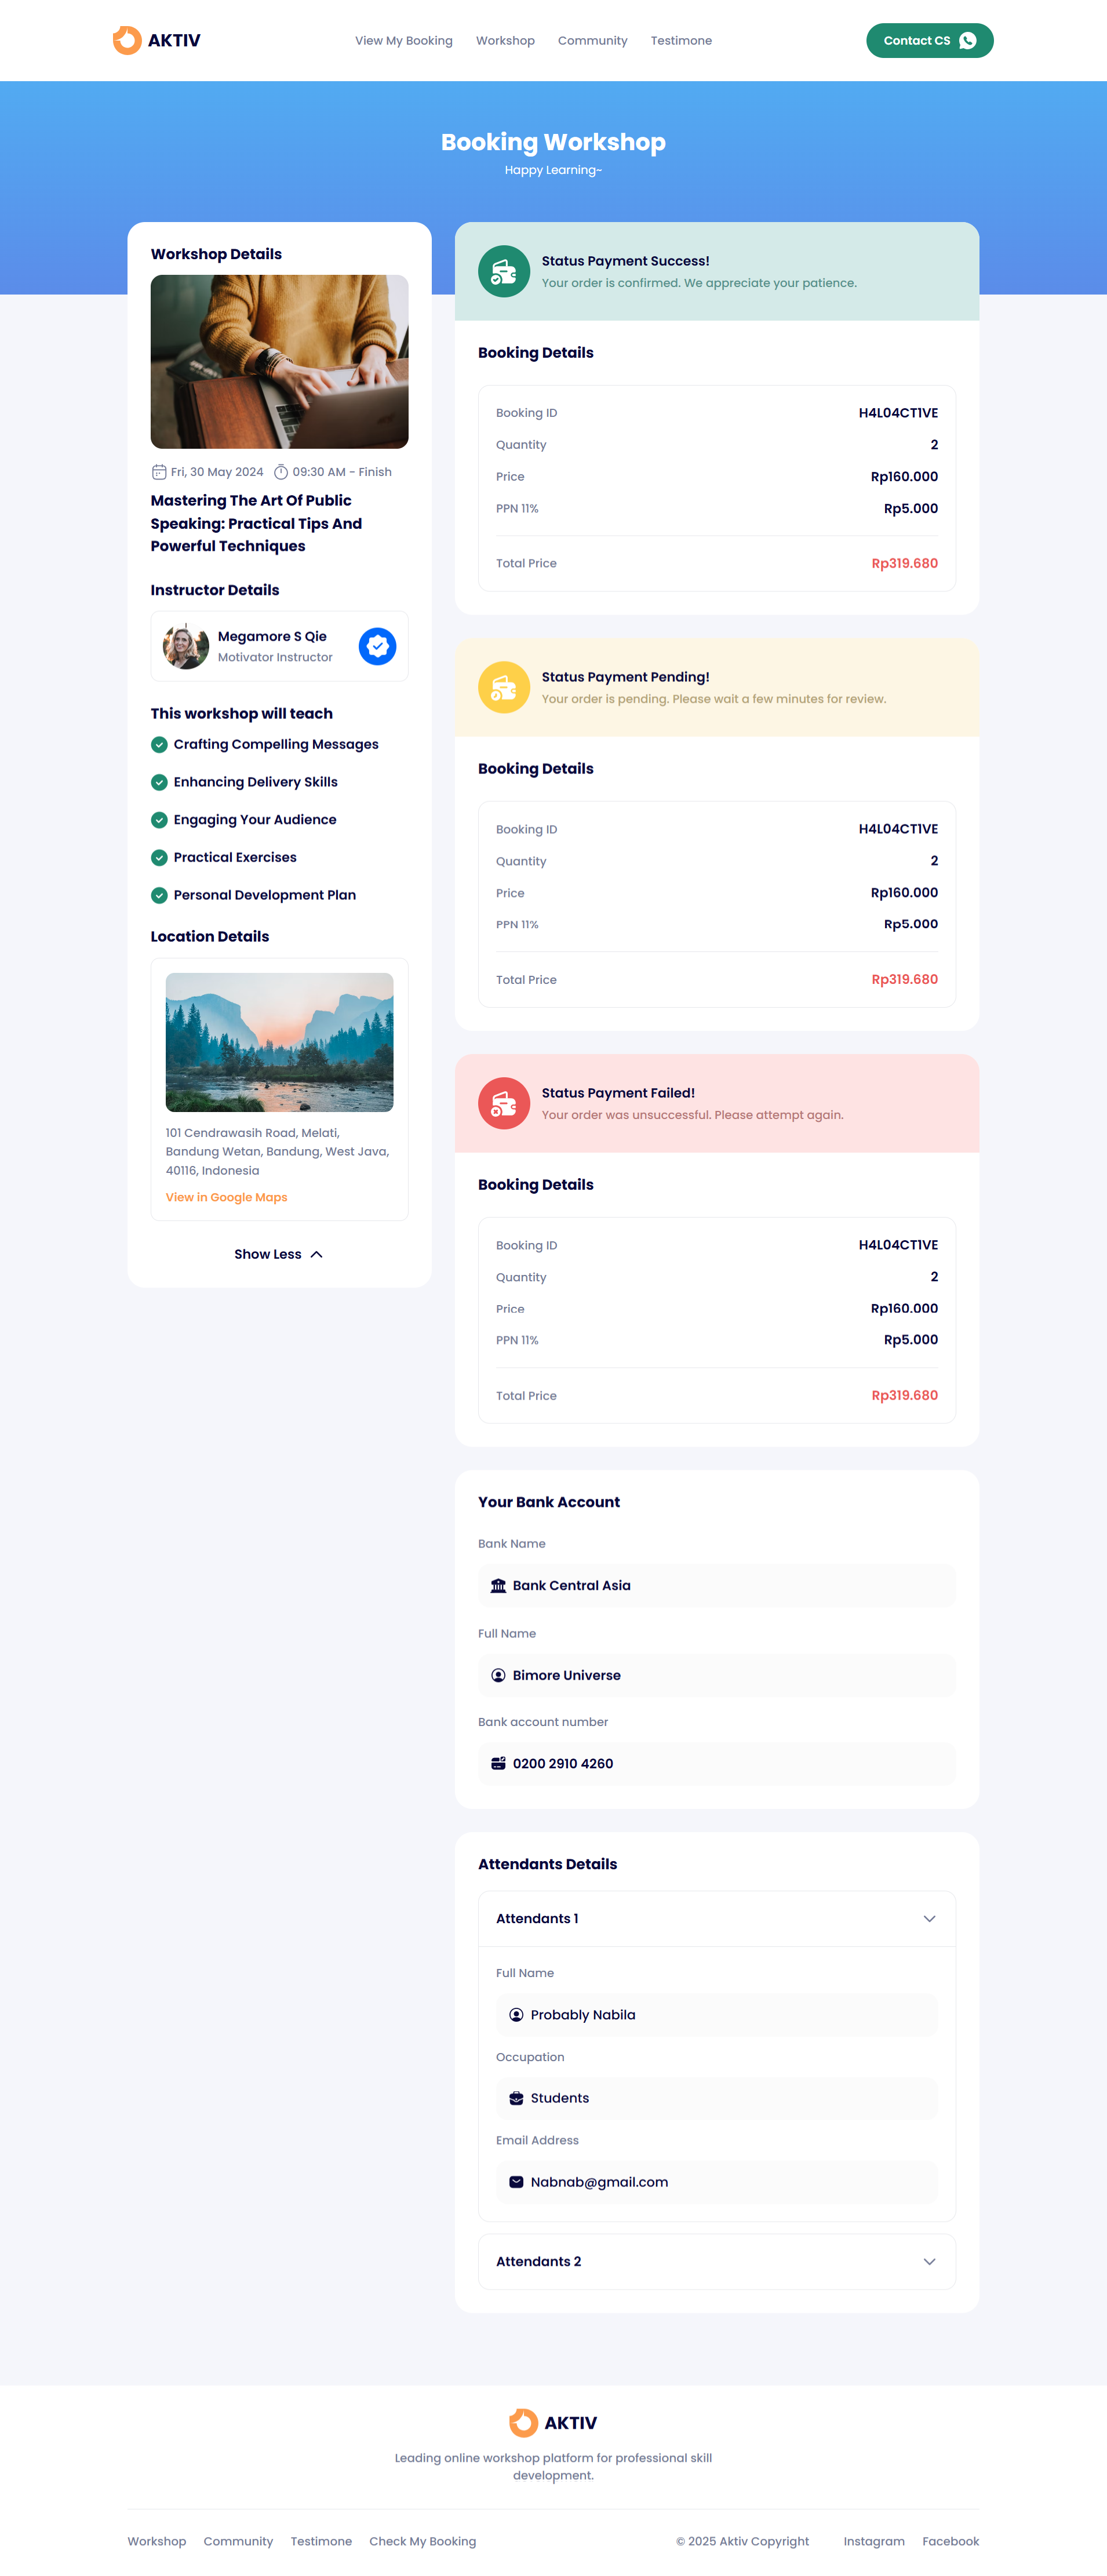 AKTIV
View My Booking Workshop Community Testimone
Contact CS
Booking Workshop
Happy Learning~
Workshop Details
Fri, 30 May 2024 09:30 AM - Finish
Mastering The Art Of Public
Speaking: Practical Tips And
Powerful Techniques
Instructor Details
Megamore S Qie
Motivator Instructor
This workshop will teach
Crafting Compelling Messages
Enhancing Delivery Skills
Engaging Your Audience
Practical Exercises
Personal Development Plan
Location Details
101 Cendrawasih Road, Melati,
Bandung Wetan, Bandung, West Java,
40116, Indonesia
View in Google Maps
Show Less
Status Payment Success!
Your order is confirmed. We appreciate your patience.
Booking Details
Booking ID H4L04CT1VE
Quantity 2
Price Rp160.000
PPN 11% Rp5.000
Total Price Rp319.680
Status Payment Pending!
Your order is pending. Please wait a few minutes for review.
Booking Details
Booking ID H4L04CT1VE
Quantity 2
Price Rp160.000
PPN 11% Rp5.000
Total Price Rp319.680
Status Payment Failed!
Your order was unsuccessful. Please attempt again.
Booking Details
Booking ID H4L04CT1VE
Quantity 2
Price Rp160.000
PPN 11% Rp5.000
Total Price Rp319.680
Your Bank Account
Bank Name
Bank Central Asia
Full Name
Bimore Universe
Bank account number
0200 2910 4260
Attendants Details
Attendants 1
Full Name
Probably Nabila
Occupation
Students
Email Address
Nabnab@gmail.com
Attendants 2
AKTIV
Leading online workshop platform for professional skill
development.
Workshop Community Testimone Check My Booking © 2025 Aktiv Copyright Instagram Facebook